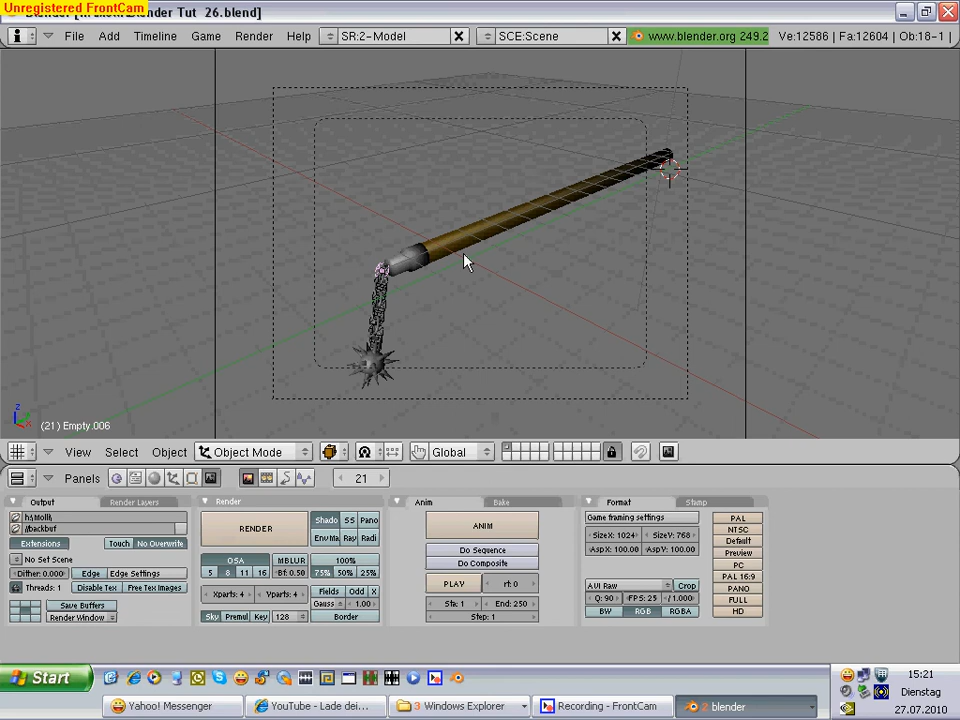 Unregistered FrontCam
Blender Tut 26.blend]
File Add Timeline Game Render Help SR:2-Model SCE:Scene www.blender.org 249.2 Ve:12586 | Fa:12604 | Ob:18-1 |
(21) Empty.006
View Select Object Object Mode Global
Panels 21
Output Render Layers Render Anim Bake Format Stamp
h:\Molli\
//backbuf
Extensions Touch No Overwrite
No Set Scene
Dither: 0.000 Edge Edge Settings
Threads: 1 Disable Tex Free Tex Images
Save Buffers
Render Window
RENDER Shado SS Pano
EnvMa Ray Radi
OSA MBLUR 100%
5 8 11 16 Bf: 0.50 75% 50% 25%
Xparts: 4 Yparts: 4 Fields Odd X
Gauss 1.00
Sky Premul Key 128 Border
ANIM
Do Sequence
Do Composite
PLAY rt: 0
Sta: 1 End: 250
Step: 1
Game framing settings
SizeX: 1024 SizeY: 768
AspX: 100.00 AspY: 100.00
AVI Raw Crop
Q: 90 FPS: 25 / 1.000
BW RGB RGBA
PAL
NTSC
Default
Preview
PC
PAL 16:9
PANO
FULL
HD
Start 15:21
Dienstag
27.07.2010
Yahoo! Messenger YouTube - Lade dei... 3 Windows Explorer Recording - FrontCam 2 blender